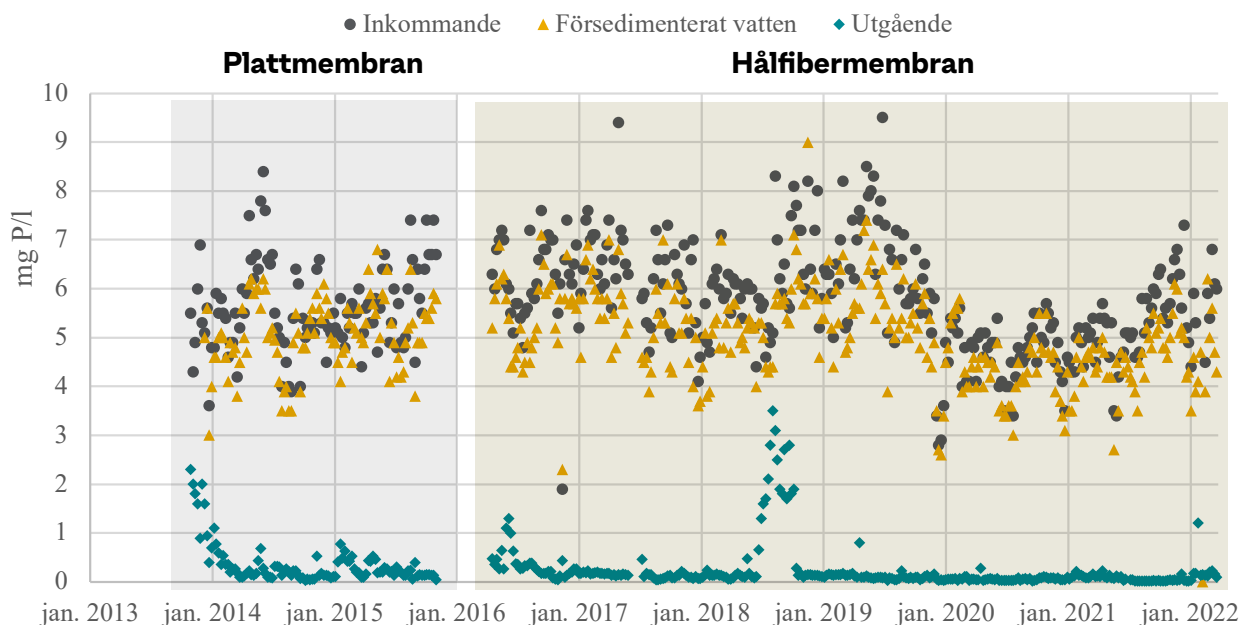 Inkommande Försedimenterat vatten Utgående
Plattmembran Hålfibermembran
10
9
8
7
6
5
4
3
2
1
0
mg P/l
jan. 2013 jan. 2014 jan. 2015 jan. 2016 jan. 2017 jan. 2018 jan. 2019 jan. 2020 jan. 2021 jan. 2022